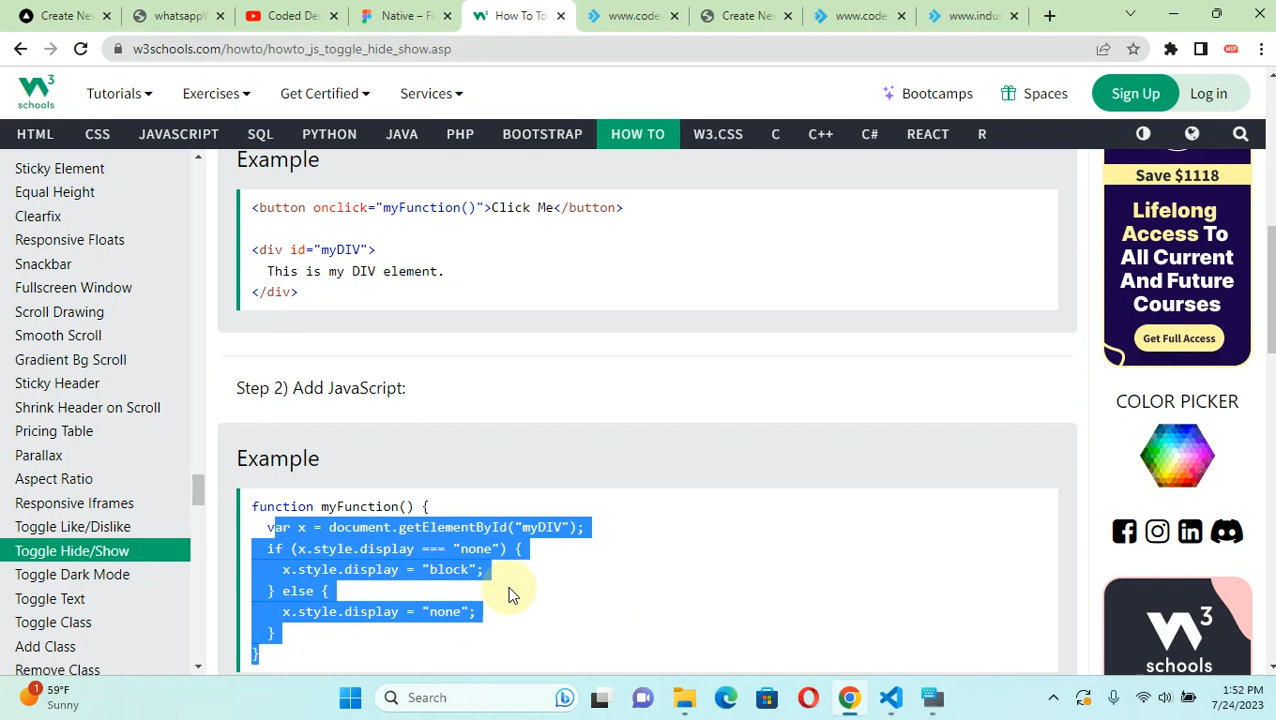 Create Ne
whatsappW
Coded De
Native – Fi
How To To
www.code
Create Ne
www.code
www.indus
w3schools.com/howto/howto_js_toggle_hide_show.asp
W3 schools
Tutorials
Exercises
Get Certified
Services
Bootcamps
Spaces
Sign Up
Log in
HTML CSS JAVASCRIPT SQL PYTHON JAVA PHP BOOTSTRAP HOW TO W3.CSS C C++ C# REACT R
Sticky Element
Equal Height
Clearfix
Responsive Floats
Snackbar
Fullscreen Window
Scroll Drawing
Smooth Scroll
Gradient Bg Scroll
Sticky Header
Shrink Header on Scroll
Pricing Table
Parallax
Aspect Ratio
Responsive Iframes
Toggle Like/Dislike
Toggle Hide/Show
Toggle Dark Mode
Toggle Text
Toggle Class
Add Class
Remove Class
Example
<button onclick="myFunction()">Click Me</button>
<div id="myDIV">
This is my DIV element.
</div>
Step 2) Add JavaScript:
Example
function myFunction() {
var x = document.getElementById("myDIV");
if (x.style.display === "none") {
x.style.display = "block";
} else {
x.style.display = "none";
}
}
Save $1118
Lifelong
Access To
All Current
And Future
Courses
Get Full Access
COLOR PICKER
W3
schools
1
59°F
Sunny
Search
1:52 PM
7/24/2023